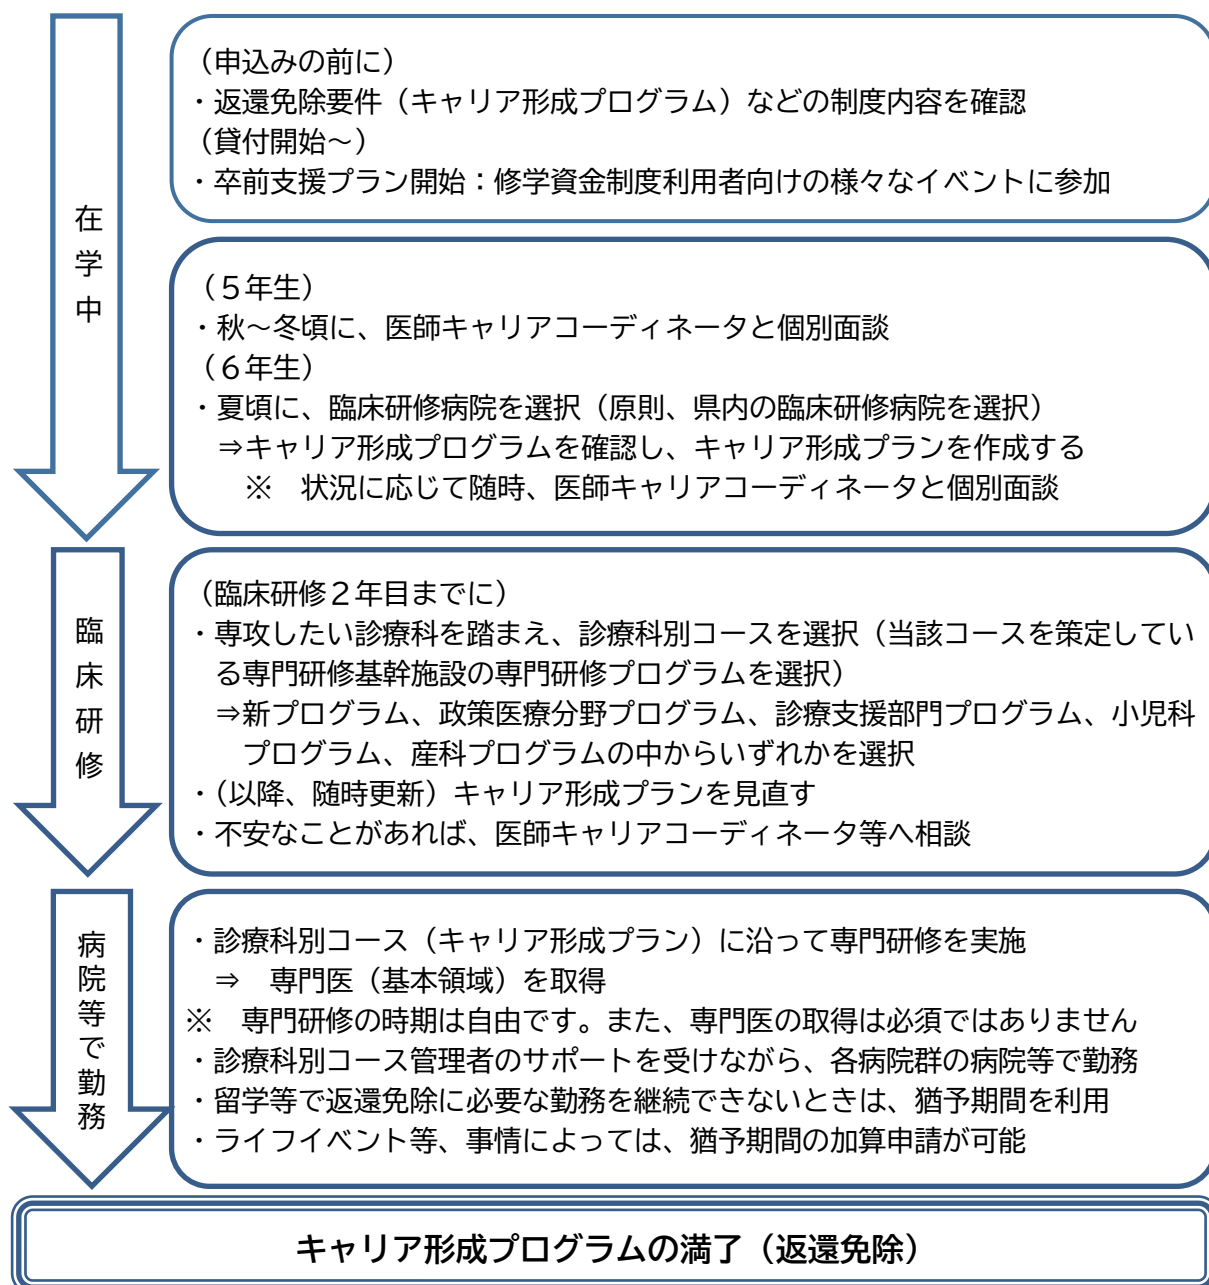 在学中
（申込みの前に）
・返還免除要件（キャリア形成プログラム）などの制度内容を確認
（貸付開始～）
・卒前支援プラン開始：修学資金制度利用者向けの様々なイベントに参加
（５年生）
・秋～冬頃に、医師キャリアコーディネータと個別面談
（６年生）
・夏頃に、臨床研修病院を選択（原則、県内の臨床研修病院を選択）
⇒キャリア形成プログラムを確認し、キャリア形成プランを作成する
※　状況に応じて随時、医師キャリアコーディネータと個別面談
臨床研修
（臨床研修２年目までに）
・専攻したい診療科を踏まえ、診療科別コースを選択（当該コースを策定してい
る専門研修基幹施設の専門研修プログラムを選択）
⇒新プログラム、政策医療分野プログラム、診療支援部門プログラム、小児科
プログラム、産科プログラムの中からいずれかを選択
・（以降、随時更新）キャリア形成プランを見直す
・不安なことがあれば、医師キャリアコーディネータ等へ相談
病院等で勤務
・診療科別コース（キャリア形成プラン）に沿って専門研修を実施
⇒　専門医（基本領域）を取得
※　専門研修の時期は自由です。また、専門医の取得は必須ではありません
・診療科別コース管理者のサポートを受けながら、各病院群の病院等で勤務
・留学等で返還免除に必要な勤務を継続できないときは、猶予期間を利用
・ライフイベント等、事情によっては、猶予期間の加算申請が可能
キャリア形成プログラムの満了（返還免除）